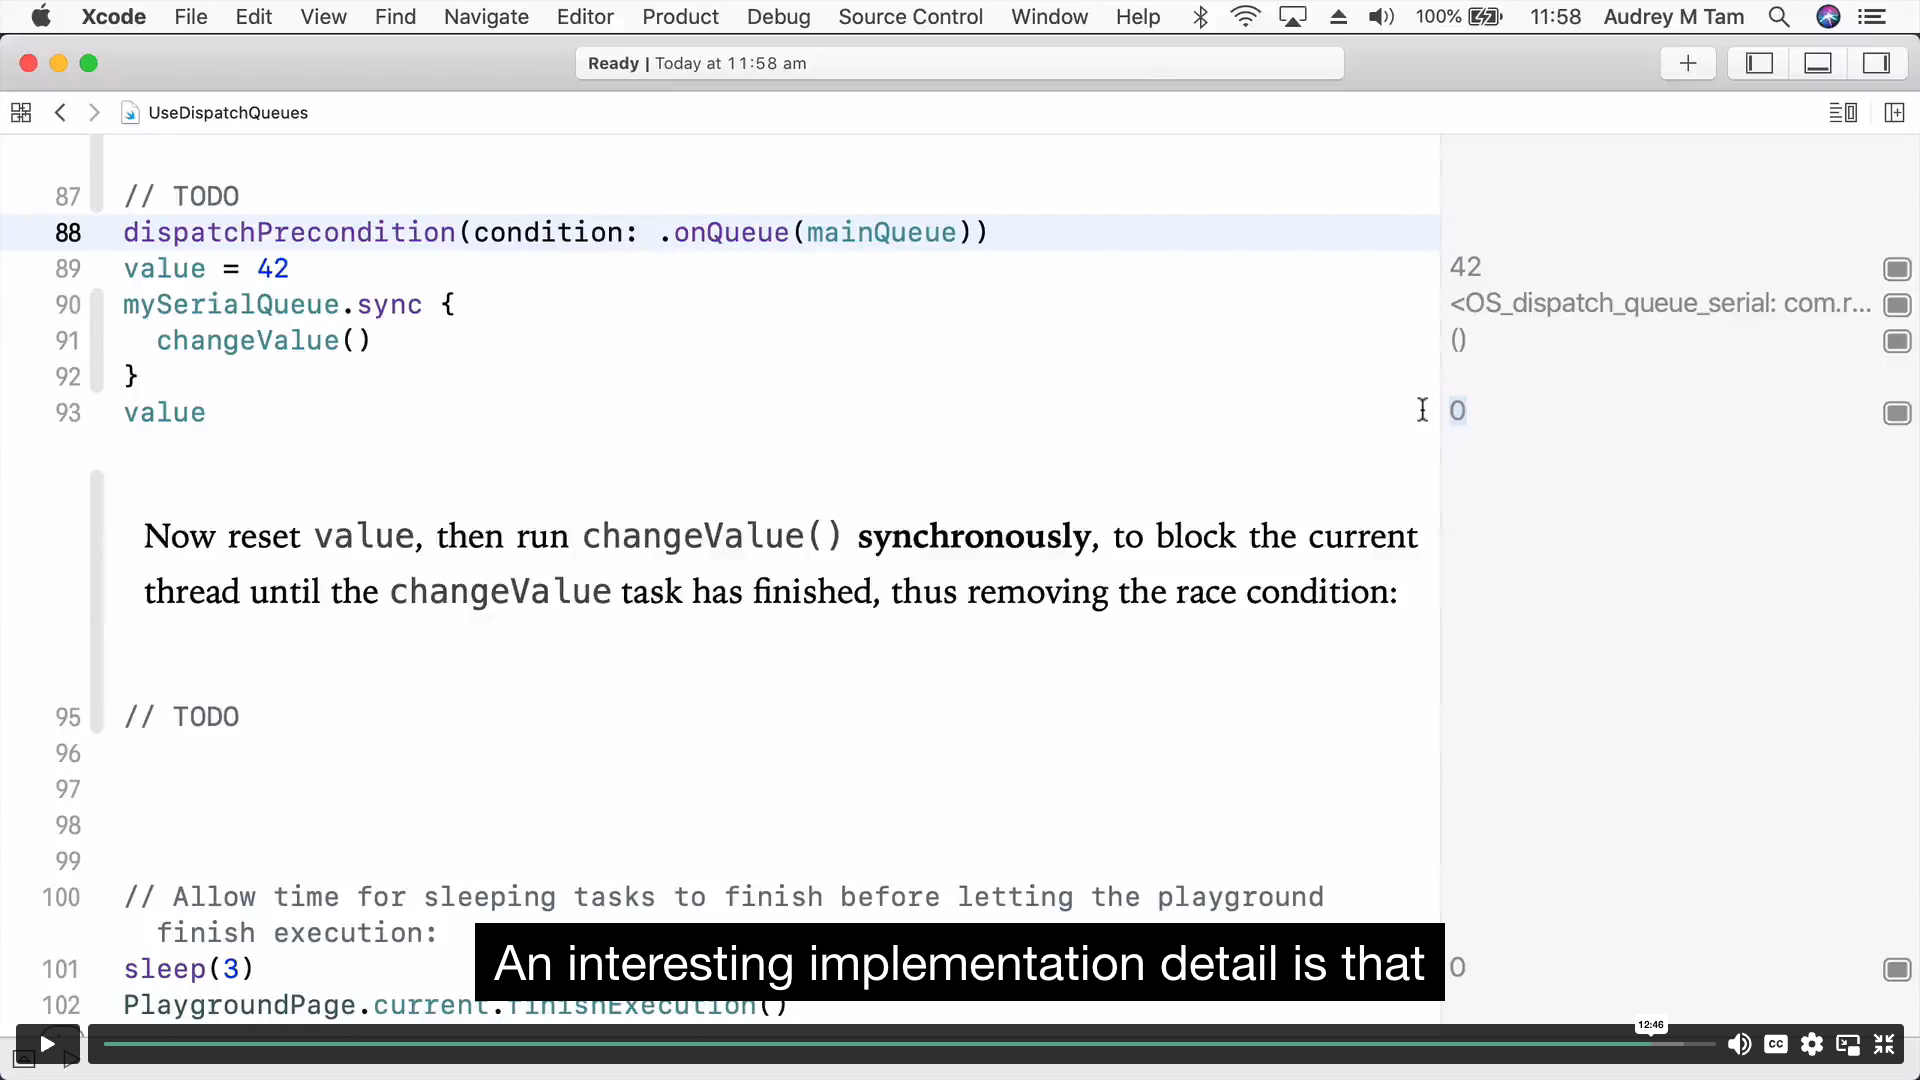 Xcode File Edit View Find Navigate Editor Product Debug Source Control Window Help 100% 11:58 Audrey M Tam
Ready | Today at 11:58 am
UseDispatchQueues
87 // TODO
88 dispatchPrecondition(condition: .onQueue(mainQueue))
89 value = 42 42
90 mySerialQueue.sync { <OS_dispatch_queue_serial: com.r...
91 changeValue() ()
92 }
93 value 0
Now reset value, then run changeValue() synchronously, to block the current
thread until the changeValue task has finished, thus removing the race condition:
95 // TODO
96
97
98
99
100 // Allow time for sleeping tasks to finish before letting the playground
finish execution:
An interesting implementation detail is that
101 sleep(3) 0
102 PlaygroundPage.current.finishExecution()
12:46
CC